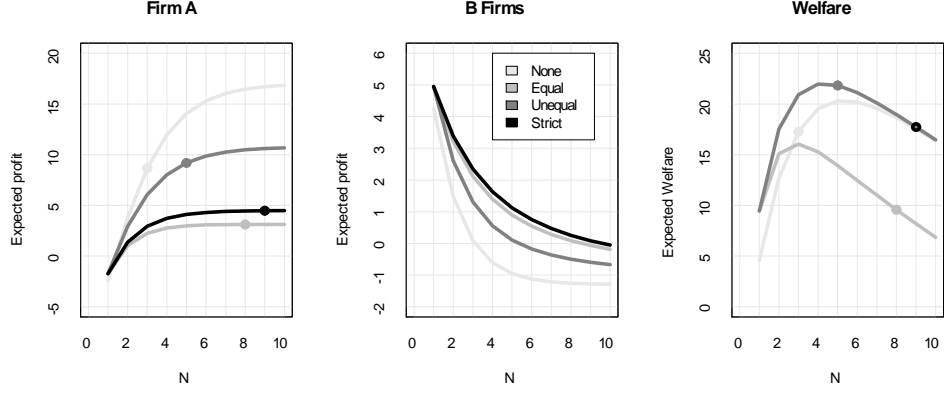 Firm A
B Firms
Welfare
Expected profit
20
15
10
5
0
-5
0 2 4 6 8 10
N
Expected profit
6
5
4
3
2
1
0
-1
-2
None
Equal
Unequal
Strict
0 2 4 6 8 10
N
Expected Welfare
25
20
15
10
5
0
0 2 4 6 8 10
N